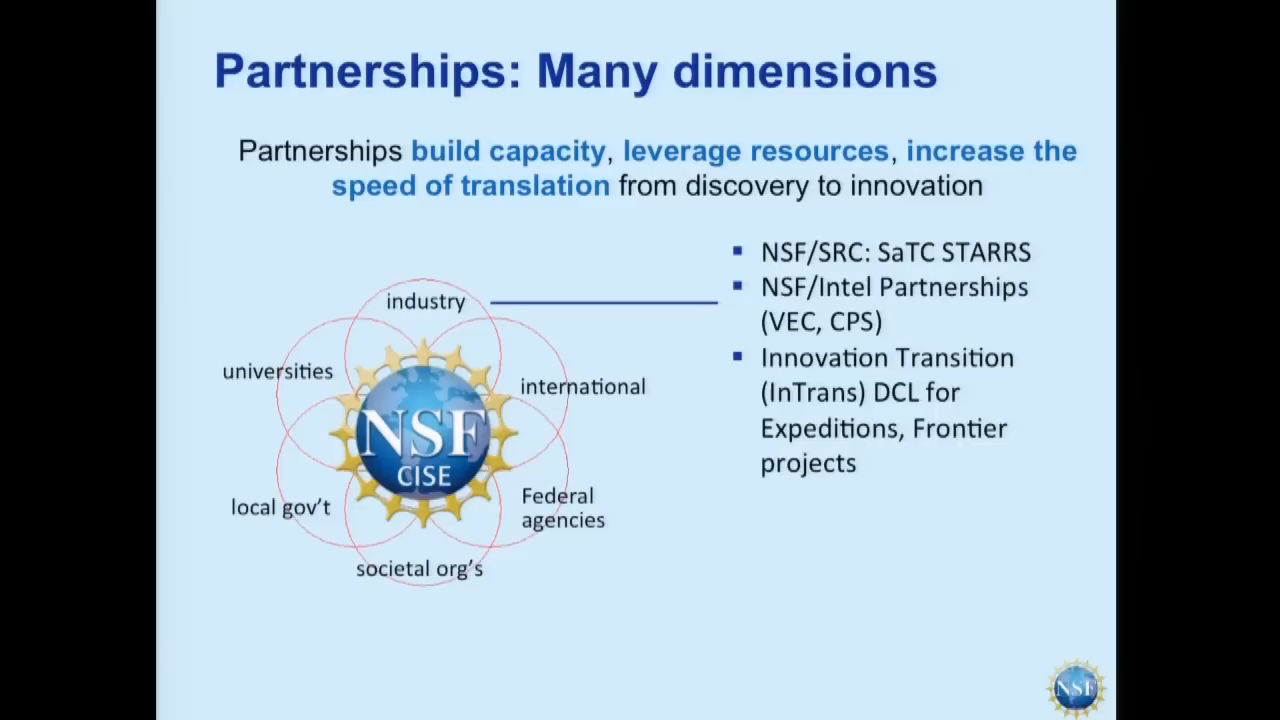 Partnerships: Many dimensions
Partnerships build capacity, leverage resources, increase the
speed of translation from discovery to innovation
▪ NSF/SRC: SaTC STARRS
▪ NSF/Intel Partnerships
(VEC, CPS)
▪ Innovation Transition
(InTrans) DCL for
Expeditions, Frontier
projects
industry
universities
international
NSF
CISE
local gov't
Federal
agencies
societal org's
NSF